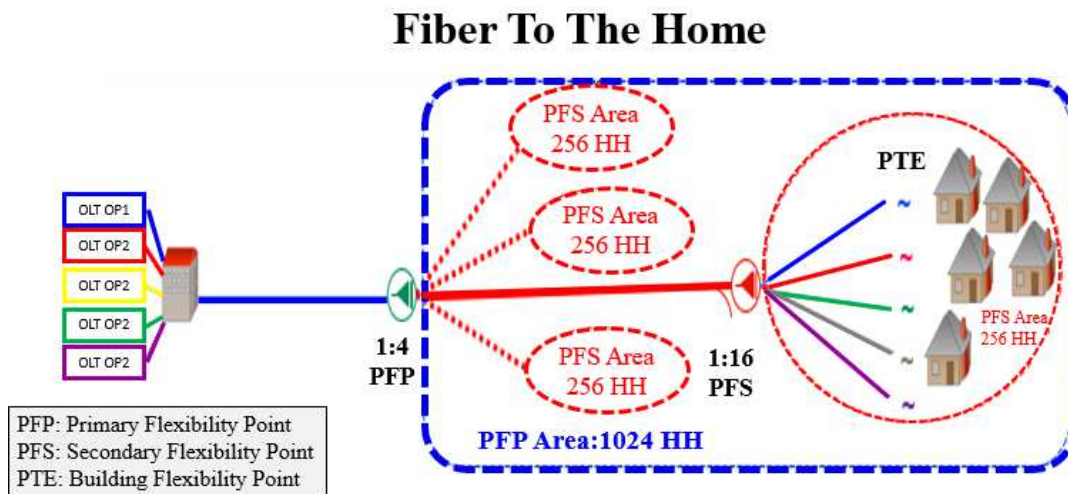 Fiber To The Home
OLT OP1
OLT OP2
OLT OP2
OLT OP2
OLT OP2
1:4
PFP
PFS Area
256 HH
PFS Area
256 HH
PFS Area
256 HH
1:16
PFS
PTE
~
~
~
~
~
PFS Area
256 HH
PFP Area:1024 HH
PFP: Primary Flexibility Point
PFS: Secondary Flexibility Point
PTE: Building Flexibility Point